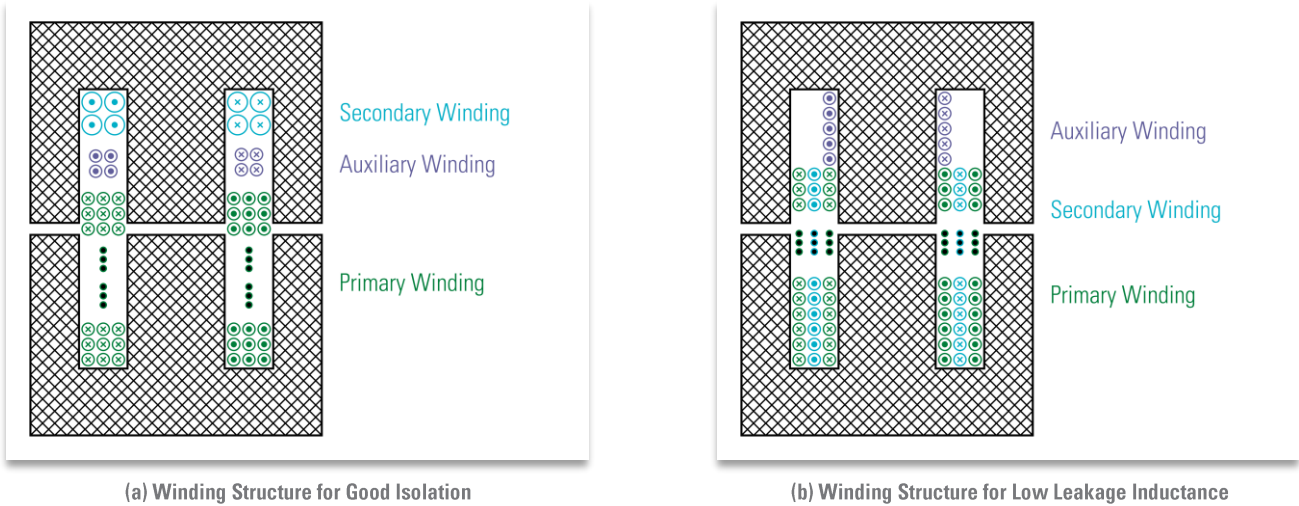 Secondary Winding
Auxiliary Winding
Primary Winding
(a) Winding Structure for Good Isolation
Auxiliary Winding
Secondary Winding
Primary Winding
(b) Winding Structure for Low Leakage Inductance